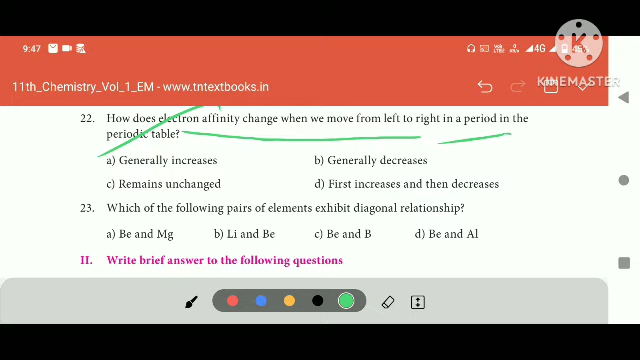 9:47
4G 45%
KINEMASTER
11th_Chemistry_Vol_1_EM - www.tntextbooks.in
22. How does electron affinity change when we move from left to right in a period in the
periodic table?
a) Generally increases b) Generally decreases
c) Remains unchanged d) First increases and then decreases
23. Which of the following pairs of elements exhibit diagonal relationship?
a) Be and Mg b) Li and Be c) Be and B d) Be and Al
II. Write brief answer to the following questions